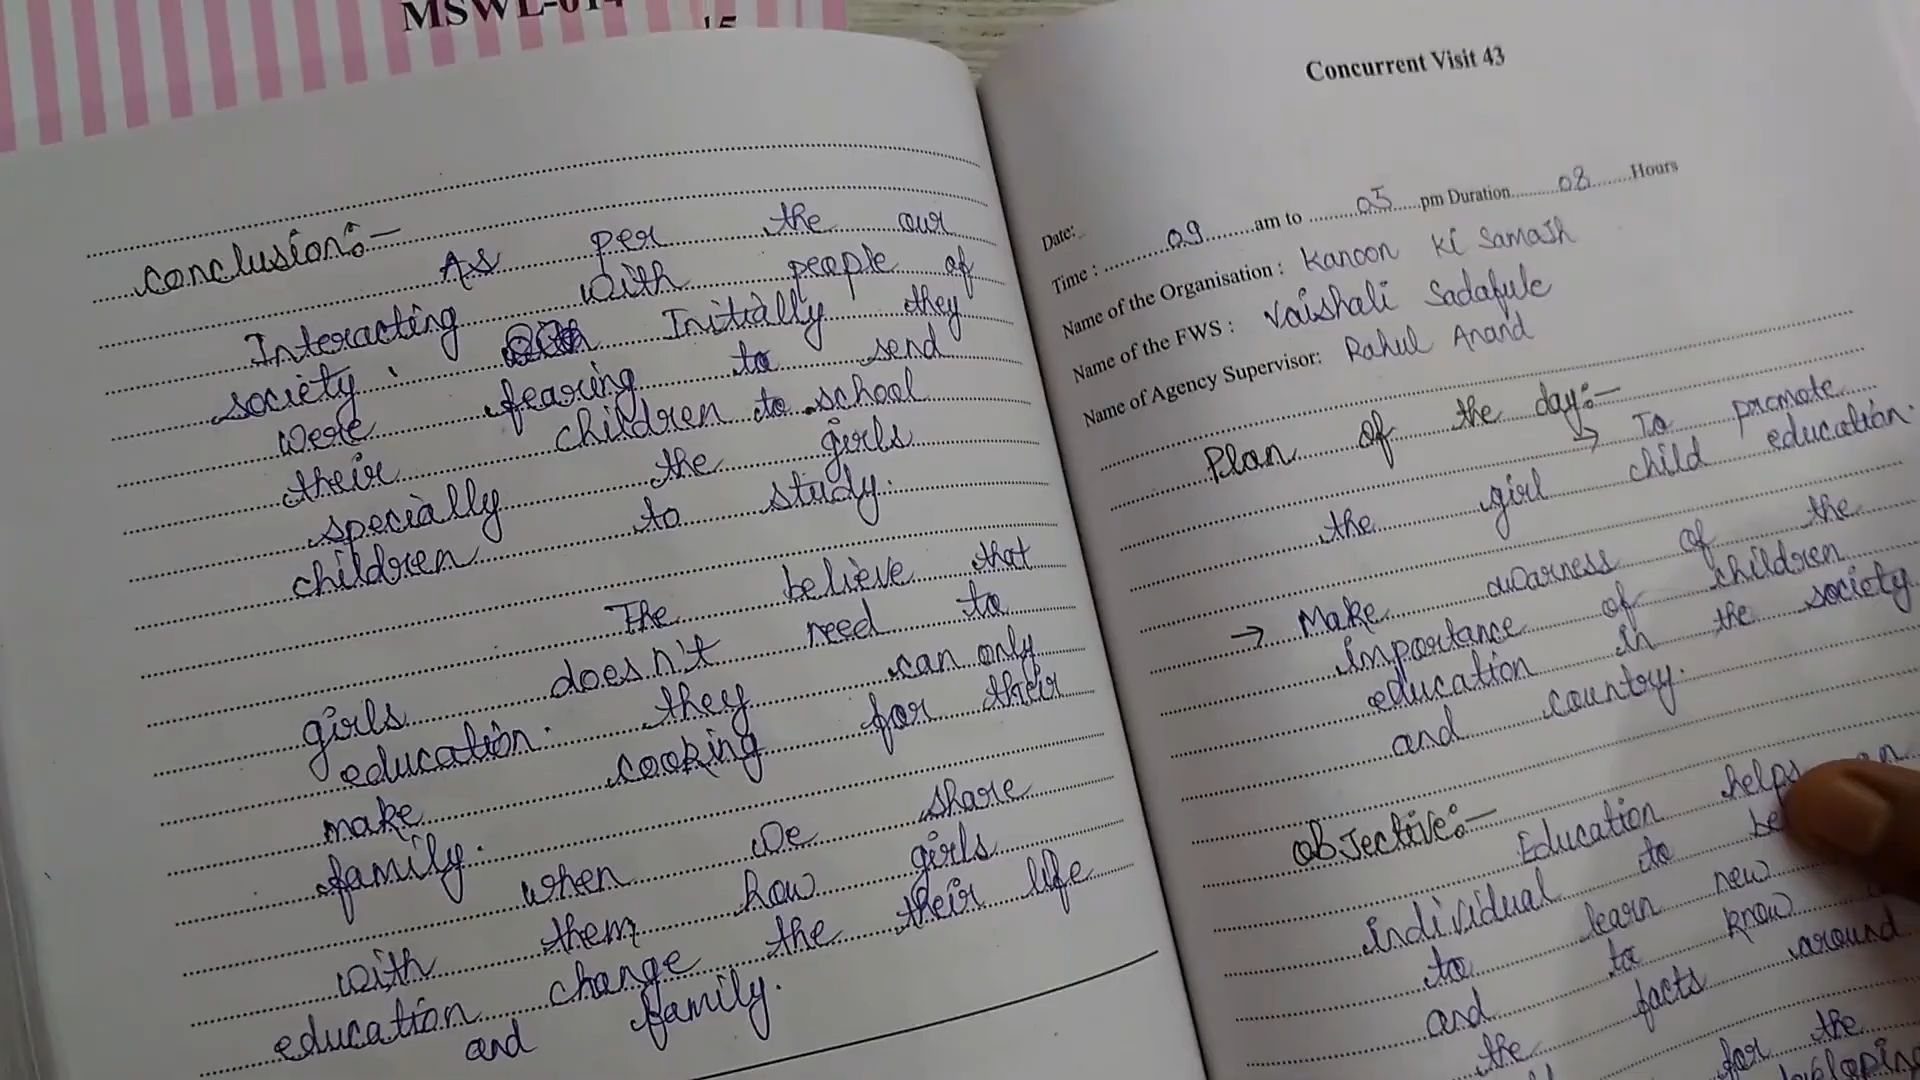 MSWL-014
15
conclusion:-
As per the our
Interacting with people of
society. Initially they
were fearing to send
their children to school
specially the girls
children to study.
The believe that
girls doesn't need to
education. they can only
make cooking for their
family.
when we share
with them how girls
education change the their life
and family.
Concurrent Visit 43
Date:
Time : 09 am to 05 pm Duration 08 Hours
Name of the Organisation : Kanoon Ki Samajh
Name of the FWS : Vaishali Sadafule
Name of Agency Supervisor: Rahul Anand
Plan of the day:-
→ To promote
the girl child education.
→ Make awarness of the
importance of children
education in the society
and country.
objective:-
Education helps an
individual to be
to learn new
and to know
the facts around
for the